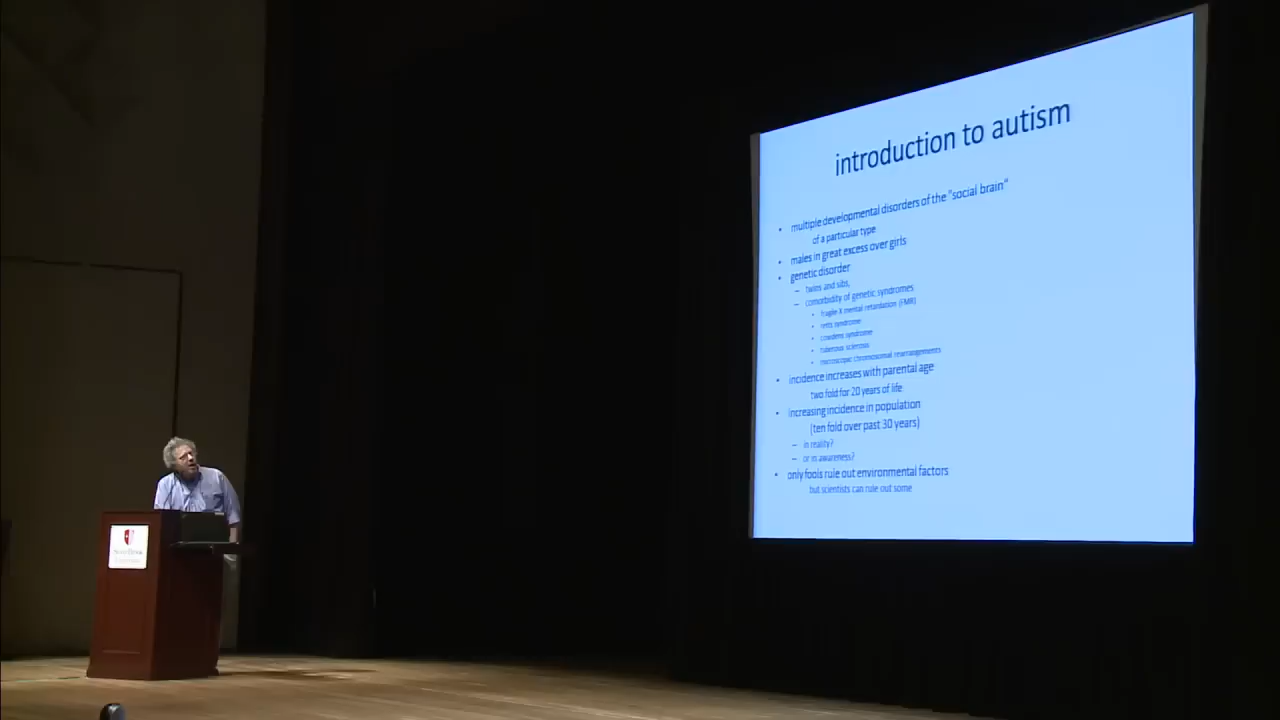 introduction to autism
• multiple developmental disorders of the "social brain"
of a particular type
• males in great excess over girls
• genetic disorder
– twins and sibs,
– comorbidity of genetic syndromes
• fragile X mental retardation (FMR)
• retts syndrome
• cowdens syndrome
• tuberous sclerosis
• microscopic chromosomal rearrangements
• incidence increases with parental age
two fold for 20 years of life
• increasing incidence in population
(ten fold over past 30 years)
– in reality?
– or in awareness?
• only fools rule out environmental factors
but scientists can rule out some